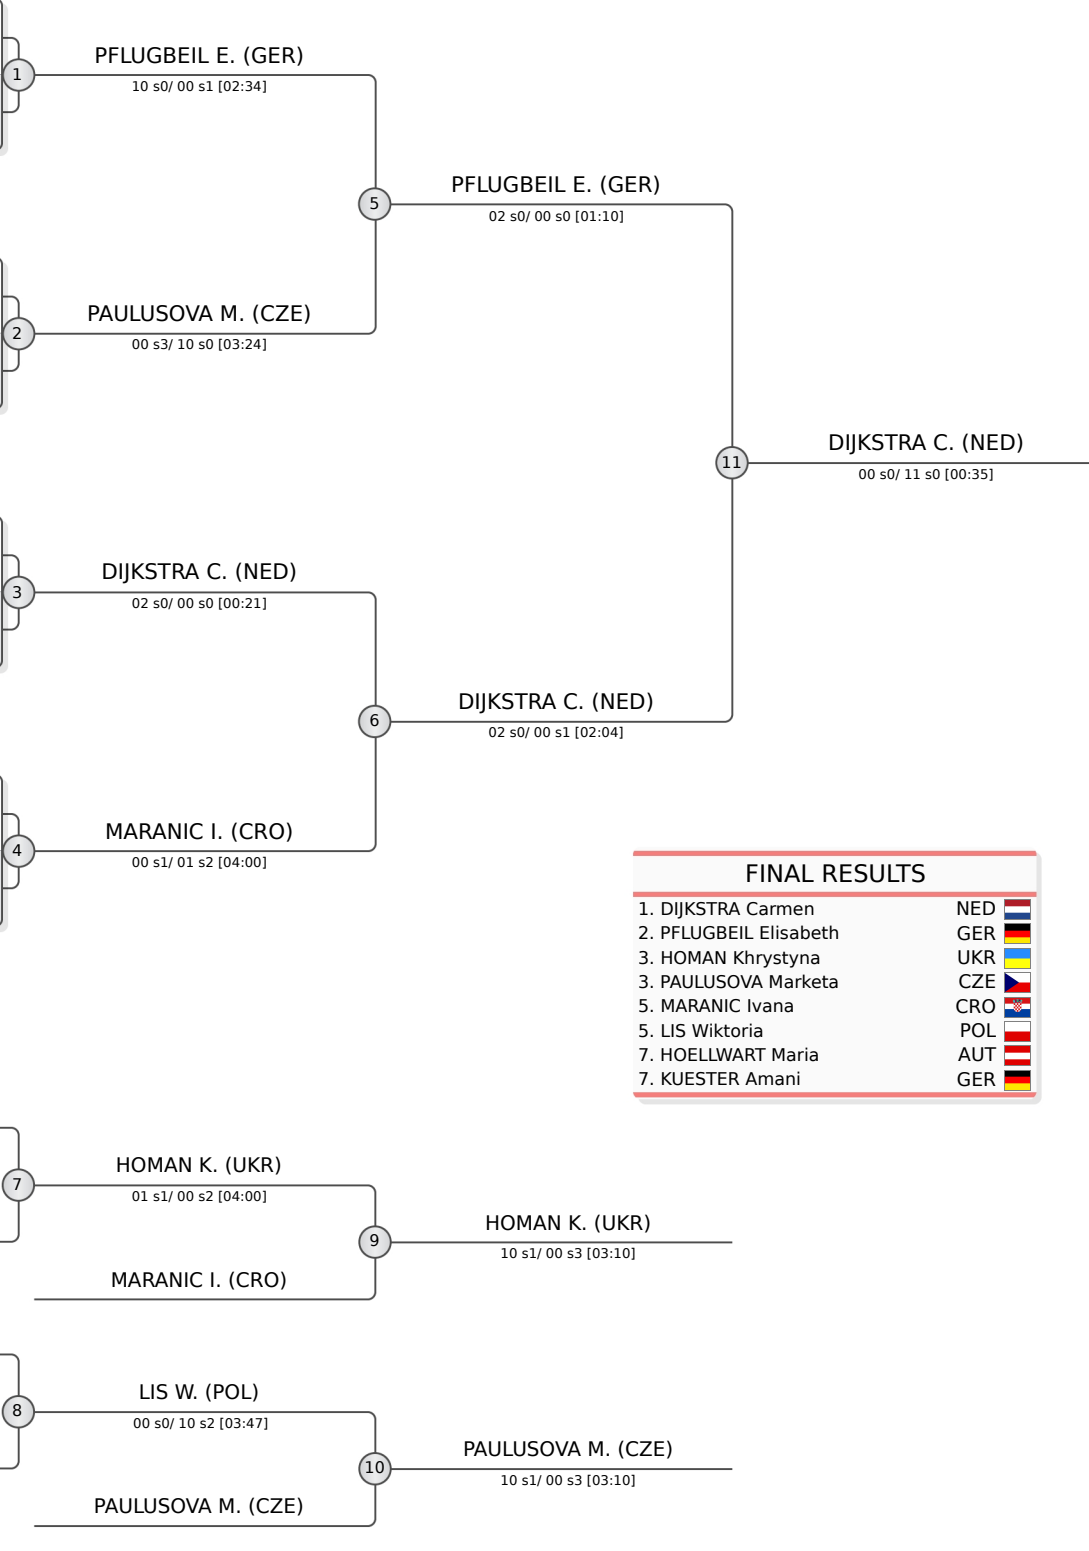 PFLUGBEIL E. (GER)
1
10 s0/ 00 s1 [02:34]
PFLUGBEIL E. (GER)
5
02 s0/ 00 s0 [01:10]
PAULUSOVA M. (CZE)
2
00 s3/ 10 s0 [03:24]
DIJKSTRA C. (NED)
11
00 s0/ 11 s0 [00:35]
DIJKSTRA C. (NED)
3
02 s0/ 00 s0 [00:21]
DIJKSTRA C. (NED)
6
02 s0/ 00 s1 [02:04]
MARANIC I. (CRO)
4
00 s1/ 01 s2 [04:00]
FINAL RESULTS
1. DIJKSTRA Carmen NED
2. PFLUGBEIL Elisabeth GER
3. HOMAN Khrystyna UKR
3. PAULUSOVA Marketa CZE
5. MARANIC Ivana CRO
5. LIS Wiktoria POL
7. HOELLWART Maria AUT
7. KUESTER Amani GER
HOMAN K. (UKR)
7
01 s1/ 00 s2 [04:00]
HOMAN K. (UKR)
9
10 s1/ 00 s3 [03:10]
MARANIC I. (CRO)
LIS W. (POL)
8
00 s0/ 10 s2 [03:47]
PAULUSOVA M. (CZE)
10
10 s1/ 00 s3 [03:10]
PAULUSOVA M. (CZE)